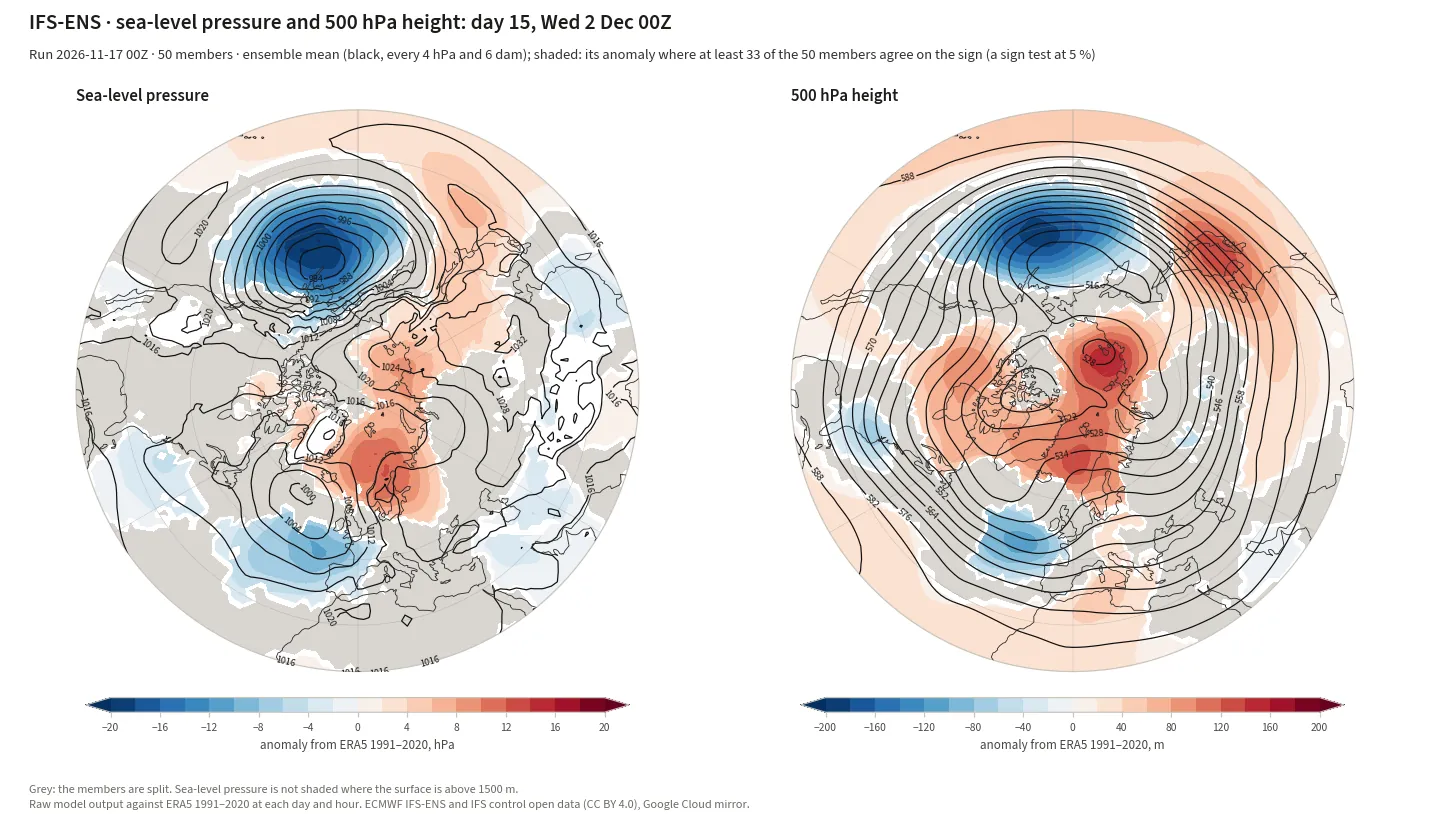 IFS-ENS · sea-level pressure and 500 hPa height: day 15, Wed 2 Dec 00Z
Run 2026-11-17 00Z · 50 members · ensemble mean (black, every 4 hPa and 6 dam); shaded: its anomaly where at least 33 of the 50 members agree on the sign (a sign test at 5 %)
Sea-level pressure
500 hPa height
−20 −16 −12 −8 −4 0 4 8 12 16 20
anomaly from ERA5 1991–2020, hPa
−200 −160 −120 −80 −40 0 40 80 120 160 200
anomaly from ERA5 1991–2020, m
Grey: the members are split. Sea-level pressure is not shaded where the surface is above 1500 m.
Raw model output against ERA5 1991–2020 at each day and hour. ECMWF IFS-ENS and IFS control open data (CC BY 4.0), Google Cloud mirror.